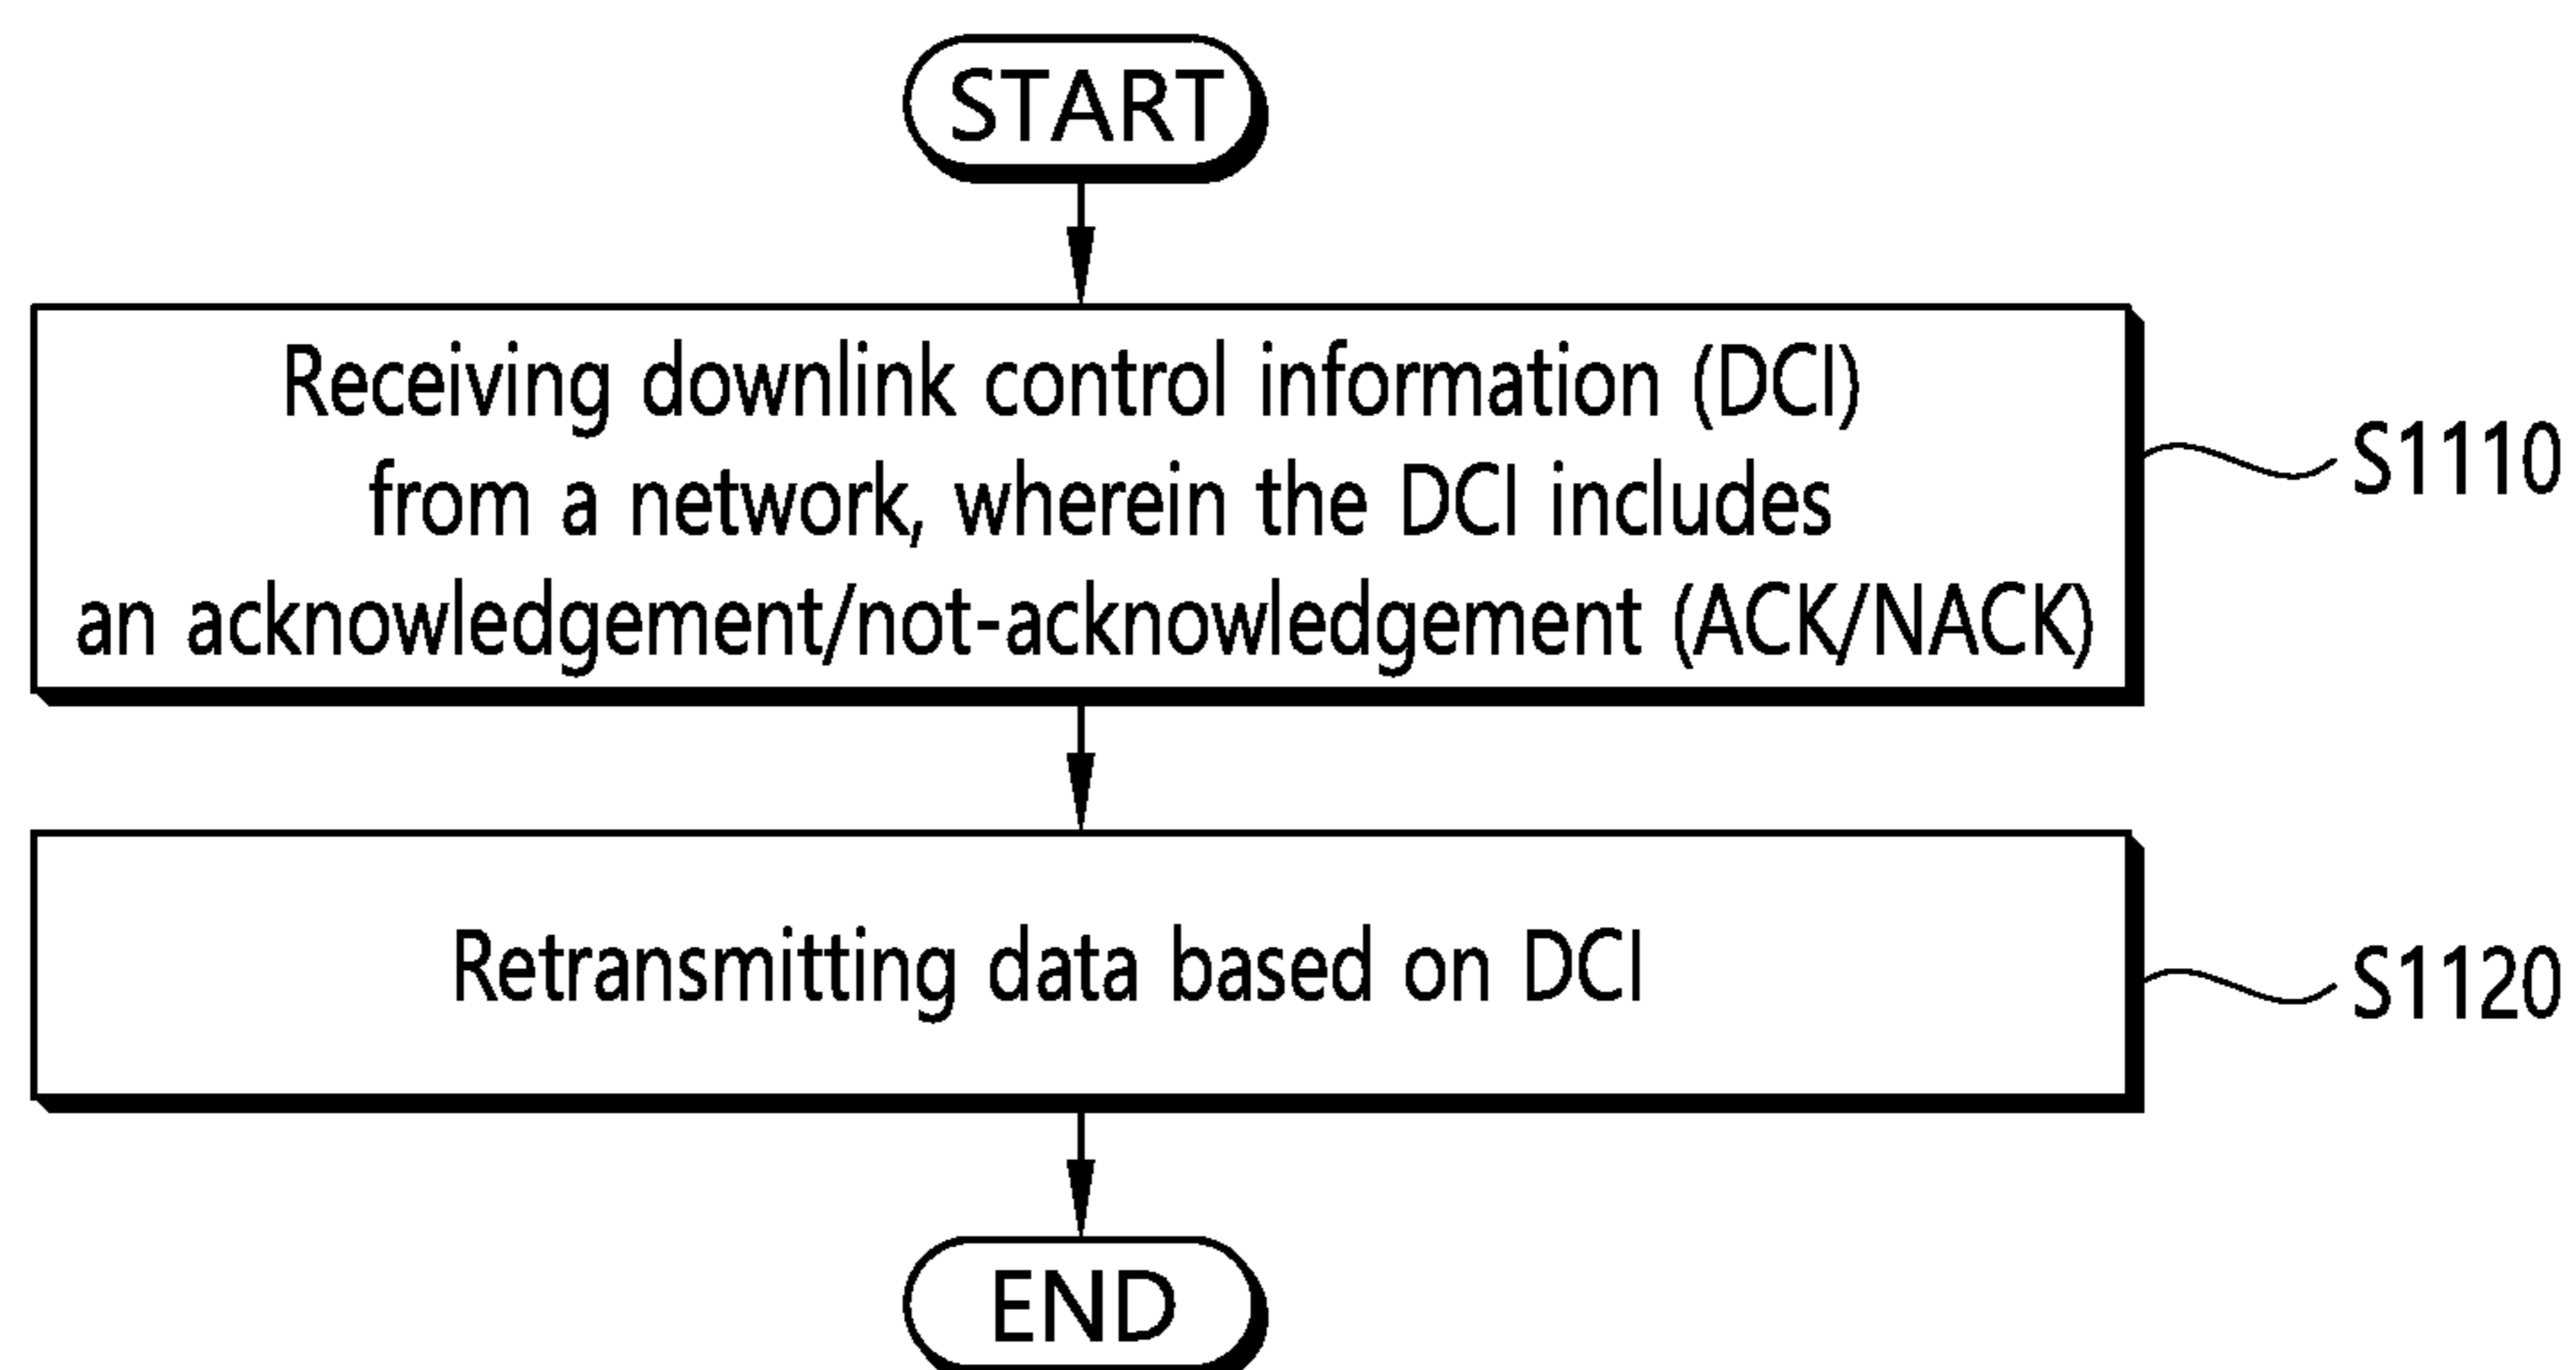 START
Receiving downlink control information (DCI)
from a network, wherein the DCI includes
an acknowledgement/not-acknowledgement (ACK/NACK)
S1110
Retransmitting data based on DCI
S1120
END